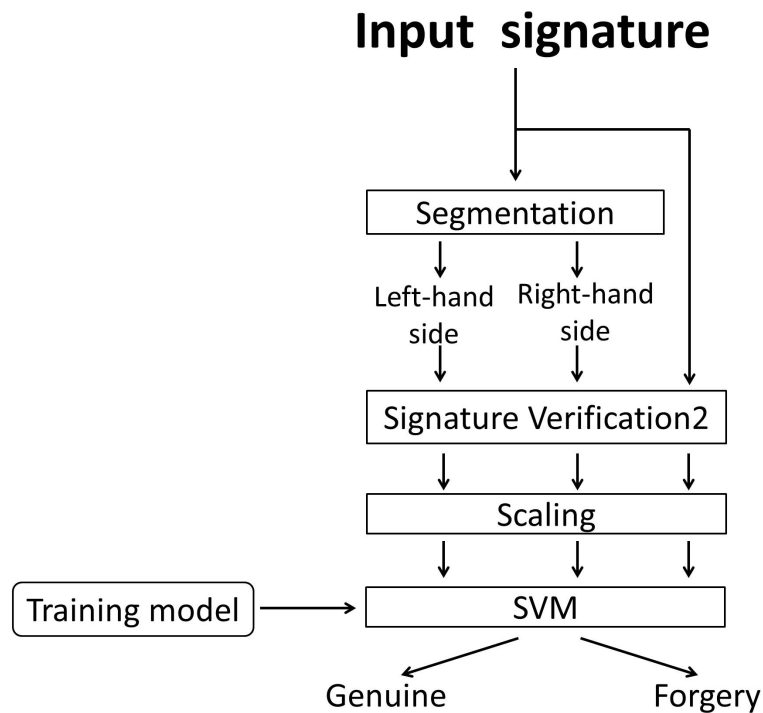 Input signature
Segmentation
Left-hand
side
Right-hand
side
Signature Verification2
Scaling
Training model
SVM
Genuine
Forgery